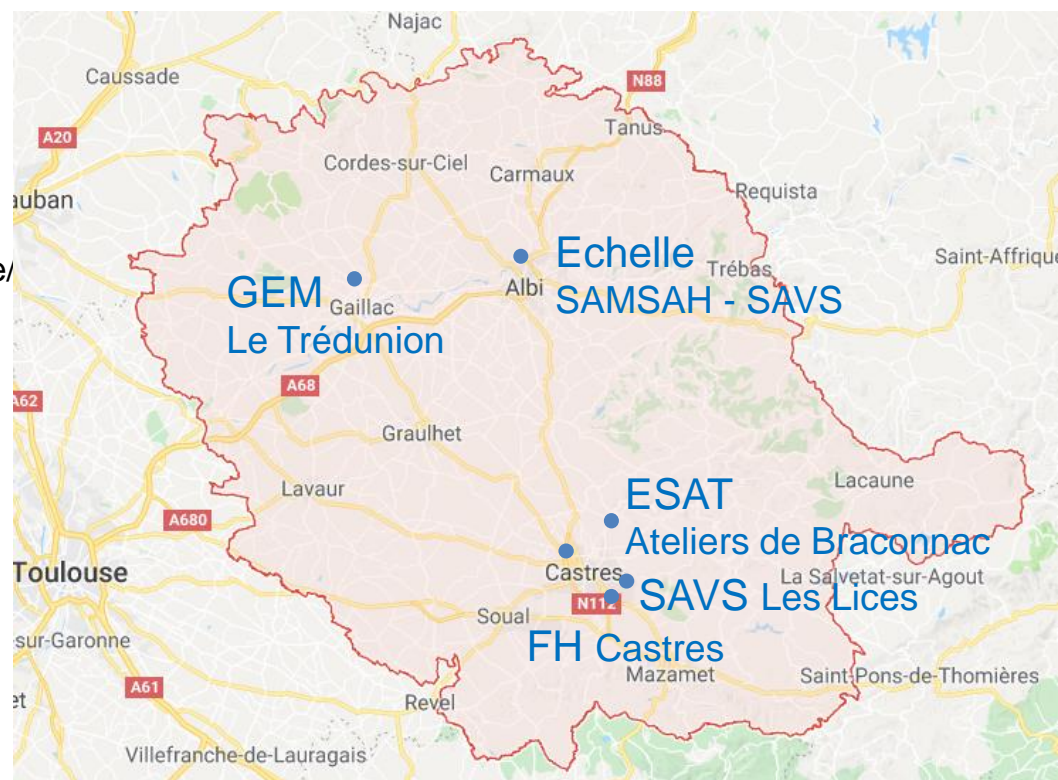 Najac
Caussade
N88
A20
Tanus
Cordes-sur-Ciel
Carmaux
Requista
auban
e/
Echelle
SAMSAH - SAVS
Trébas
Saint-Affrique
Albi
GEM
Gaillac
Le Trédunion
A68
A62
Graulhet
Lavaur
Lacaune
ESAT
Ateliers de Braconnac
A680
Toulouse
Castres
La Salvetat-sur-Agout
N112
SAVS Les Lices
Soual
-sur-Garonne
FH Castres
Mazamet
Saint-Pons-de-Thomières
A61
et
Revel
Villefranche-de-Lauragais